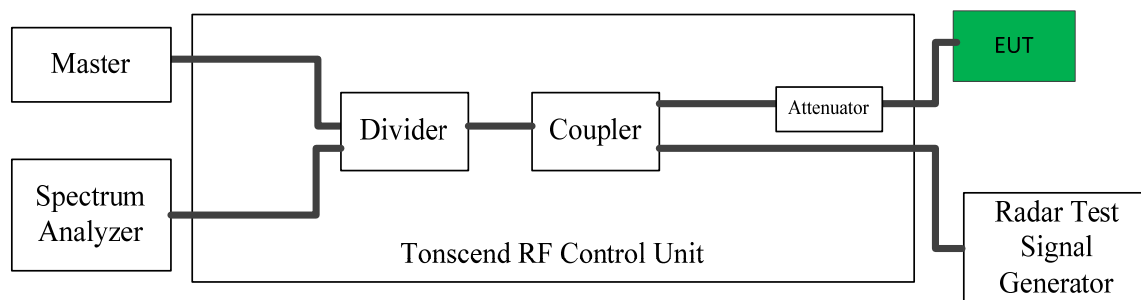 Master
EUT
Attenuator
Divider
Coupler
Spectrum
Analyzer
Tonscend RF Control Unit
Radar Test
Signal
Generator